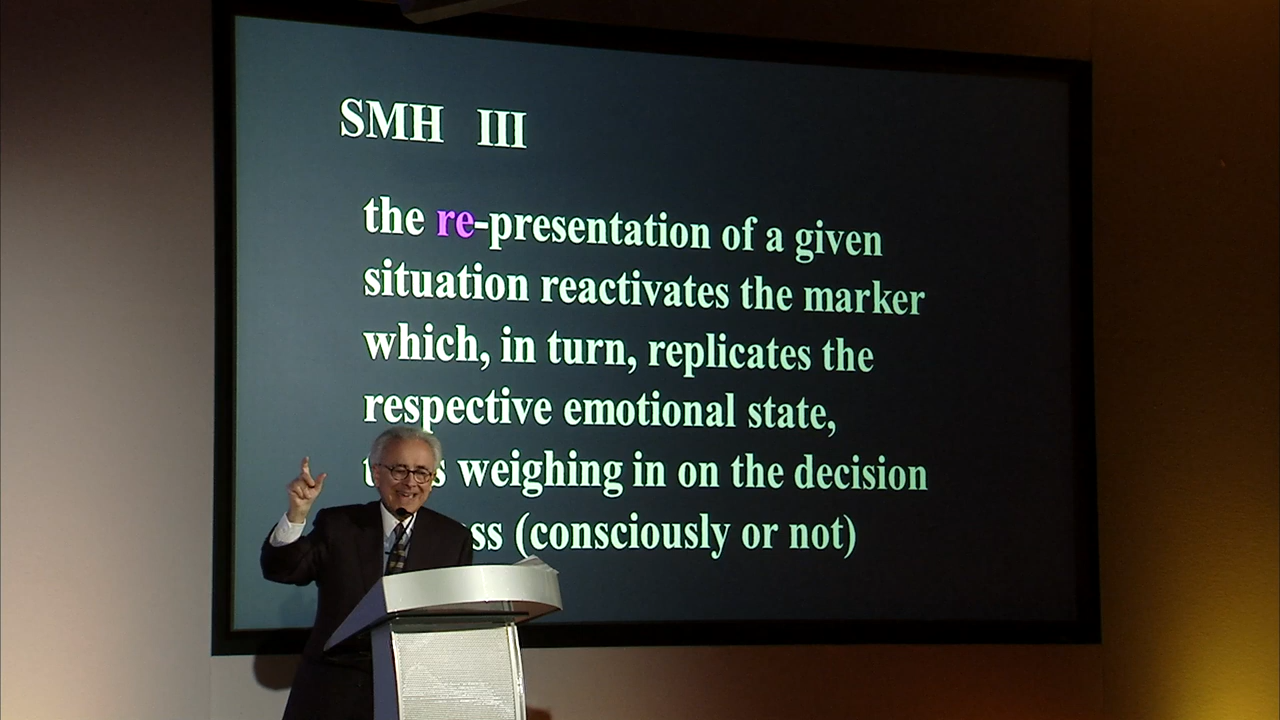 SMH III
the re-presentation of a given
situation reactivates the marker
which, in turn, replicates the
respective emotional state,
weighing in on the decision
(consciously or not)